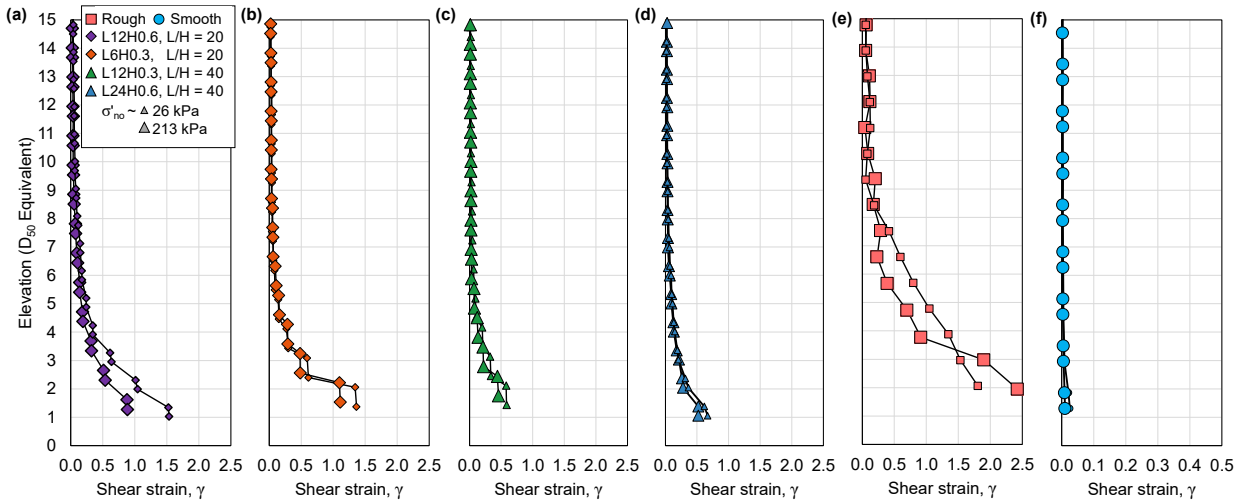 (a)
(b)
(c)
(d)
(e)
(f)
Rough Smooth
L12H0.6, L/H = 20
L6H0.3, L/H = 20
L12H0.3, L/H = 40
L24H0.6, L/H = 40
σ'no ~ 26 kPa
213 kPa
Elevation (D50 Equivalent)
15
14
13
12
11
10
9
8
7
6
5
4
3
2
1
0
0.0 0.5 1.0 1.5 2.0 2.5
0.0 0.5 1.0 1.5 2.0 2.5
0.0 0.5 1.0 1.5 2.0 2.5
0.0 0.5 1.0 1.5 2.0 2.5
0.0 0.5 1.0 1.5 2.0 2.5
0.0 0.1 0.2 0.3 0.4 0.5
Shear strain, γ
Shear strain, γ
Shear strain, γ
Shear strain, γ
Shear strain, γ
Shear strain, γ